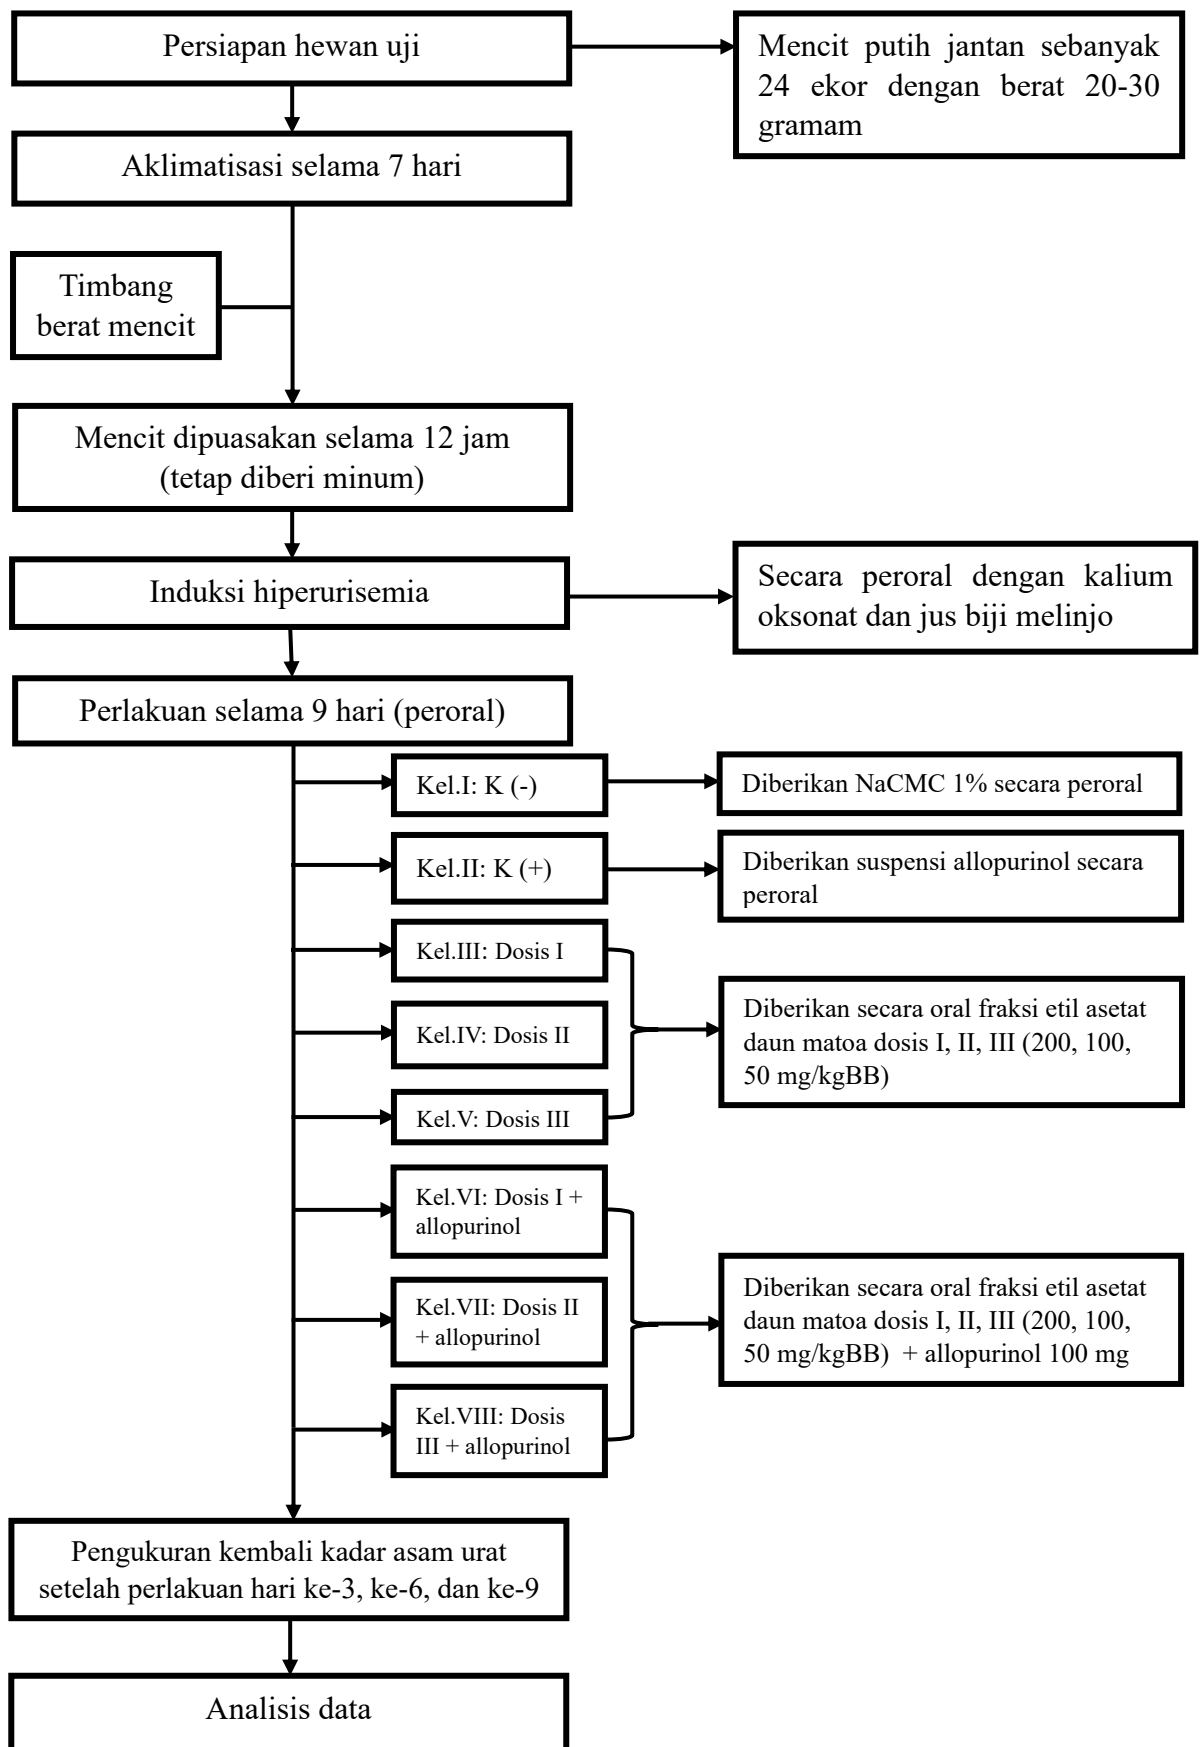 Persiapan hewan uji
Mencit putih jantan sebanyak
24 ekor dengan berat 20-30
gramam
Aklimatisasi selama 7 hari
Timbang
berat mencit
Mencit dipuasakan selama 12 jam
(tetap diberi minum)
Induksi hiperurisemia
Secara peroral dengan kalium
oksonat dan jus biji melinjo
Perlakuan selama 9 hari (peroral)
Kel.I: K (-)
Diberikan NaCMC 1% secara peroral
Kel.II: K (+)
Diberikan suspensi allopurinol secara
peroral
Kel.III: Dosis I
Kel.IV: Dosis II
Kel.V: Dosis III
Diberikan secara oral fraksi etil asetat
daun matoa dosis I, II, III (200, 100,
50 mg/kgBB)
Kel.VI: Dosis I +
allopurinol
Kel.VII: Dosis II
+ allopurinol
Kel.VIII: Dosis
III + allopurinol
Diberikan secara oral fraksi etil asetat
daun matoa dosis I, II, III (200, 100,
50 mg/kgBB)  + allopurinol 100 mg
Pengukuran kembali kadar asam urat
setelah perlakuan hari ke-3, ke-6, dan ke-9
Analisis data